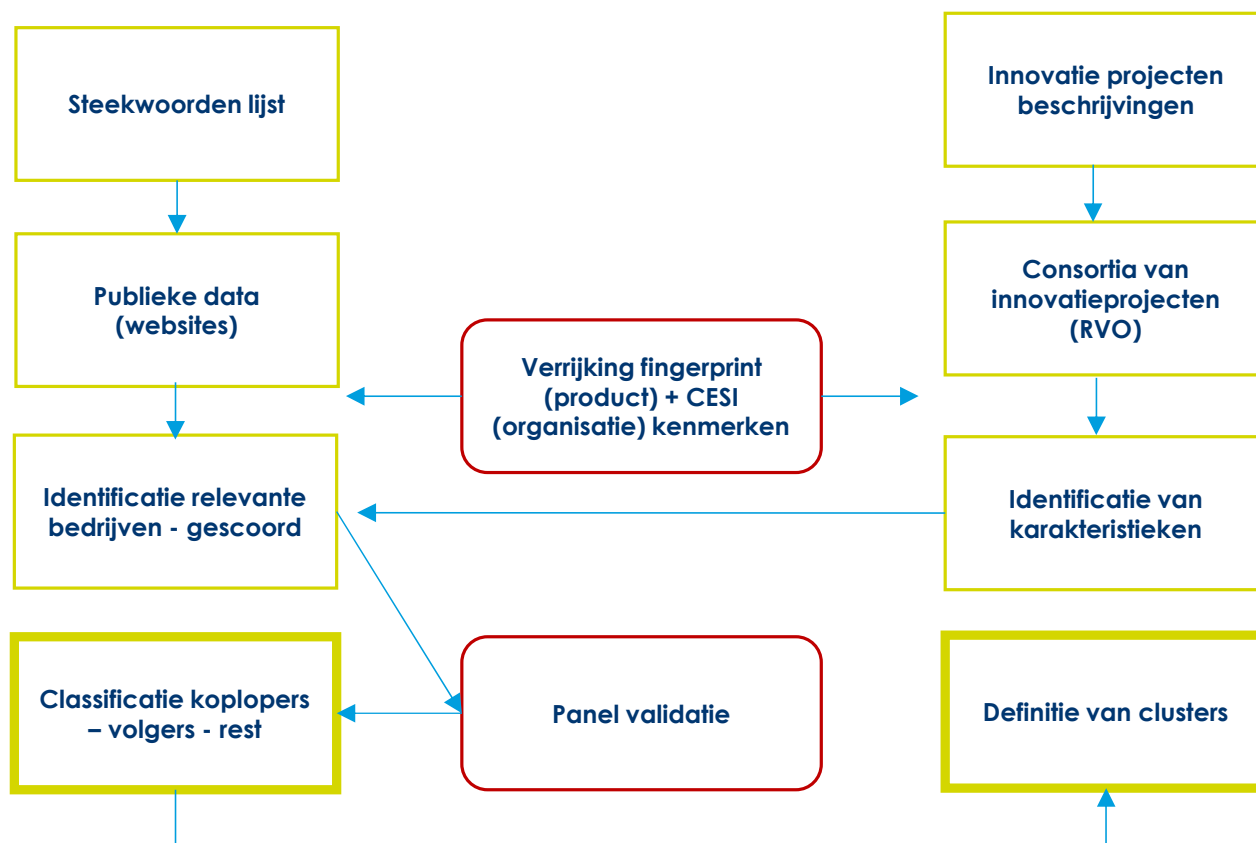 Steekwoorden lijst
Innovatie projecten
beschrijvingen
Publieke data
(websites)
Consortia van
innovatieprojecten
(RVO)
Verrijking fingerprint
(product) + CESI
(organisatie) kenmerken
Identificatie relevante
bedrijven - gescoord
Identificatie van
karakteristieken
Classificatie koplopers
– volgers - rest
Panel validatie
Definitie van clusters